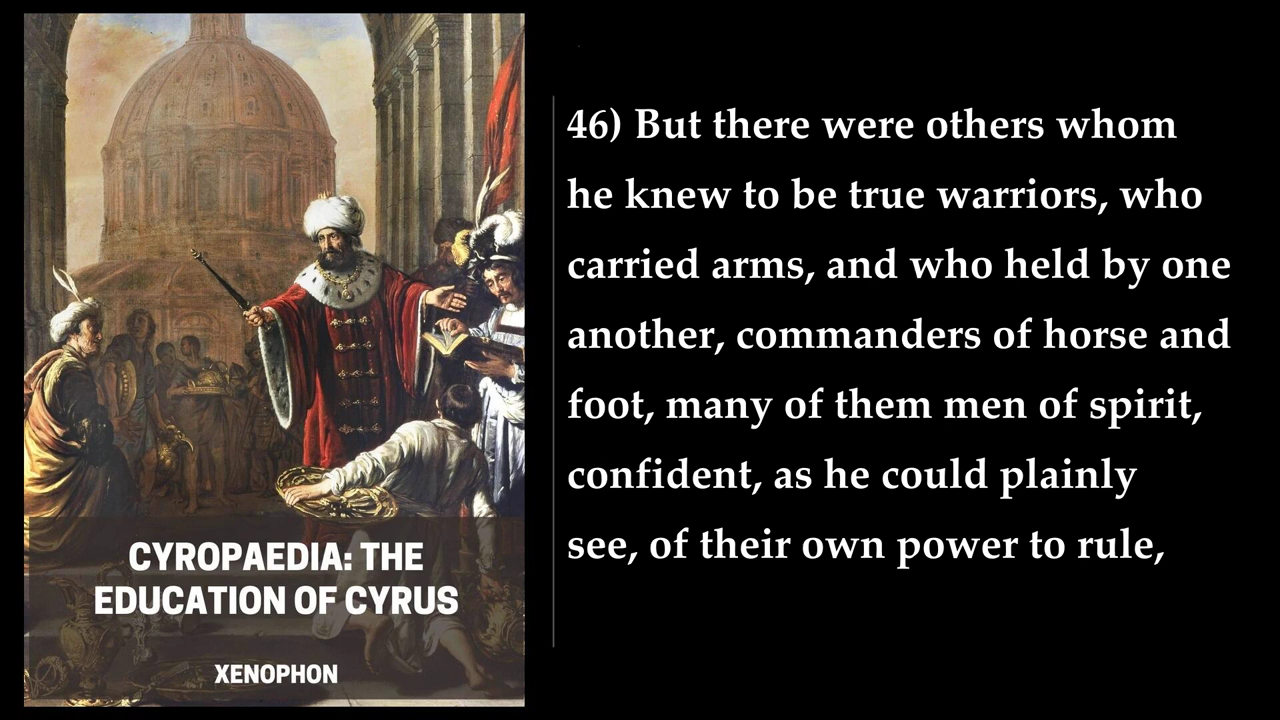 CYROPAEDIA: THE
EDUCATION OF CYRUS
XENOPHON
46) But there were others whom
he knew to be true warriors, who
carried arms, and who held by one
another, commanders of horse and
foot, many of them men of spirit,
confident, as he could plainly
see, of their own power to rule,